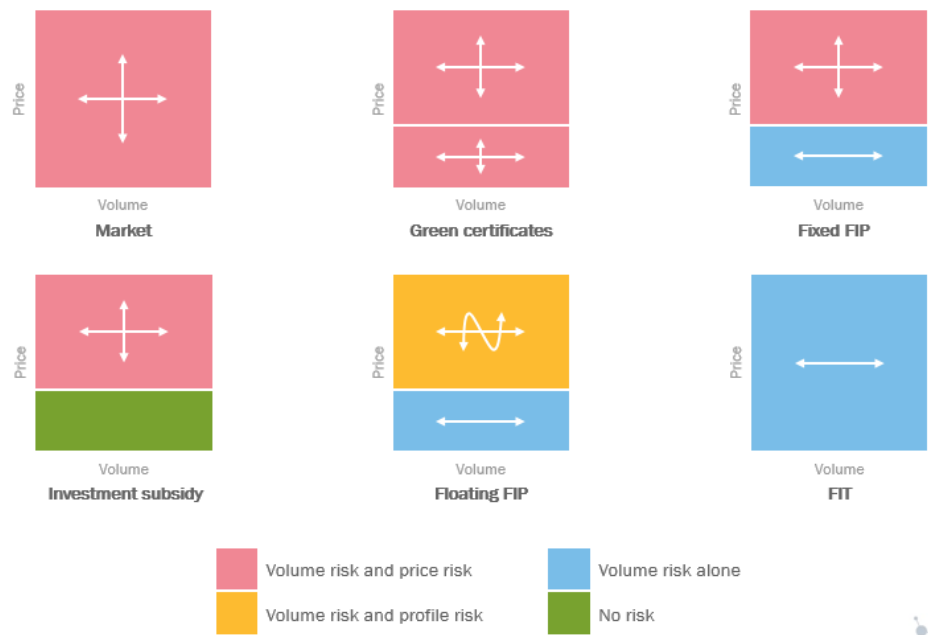 Price
Price
Price
Volume
Volume
Volume
Market
Green certificates
Fixed FIP
Price
Price
Price
Volume
Volume
Volume
Investment subsidy
Floating FIP
FIT
Volume risk and price risk
Volume risk alone
Volume risk and profile risk
No risk